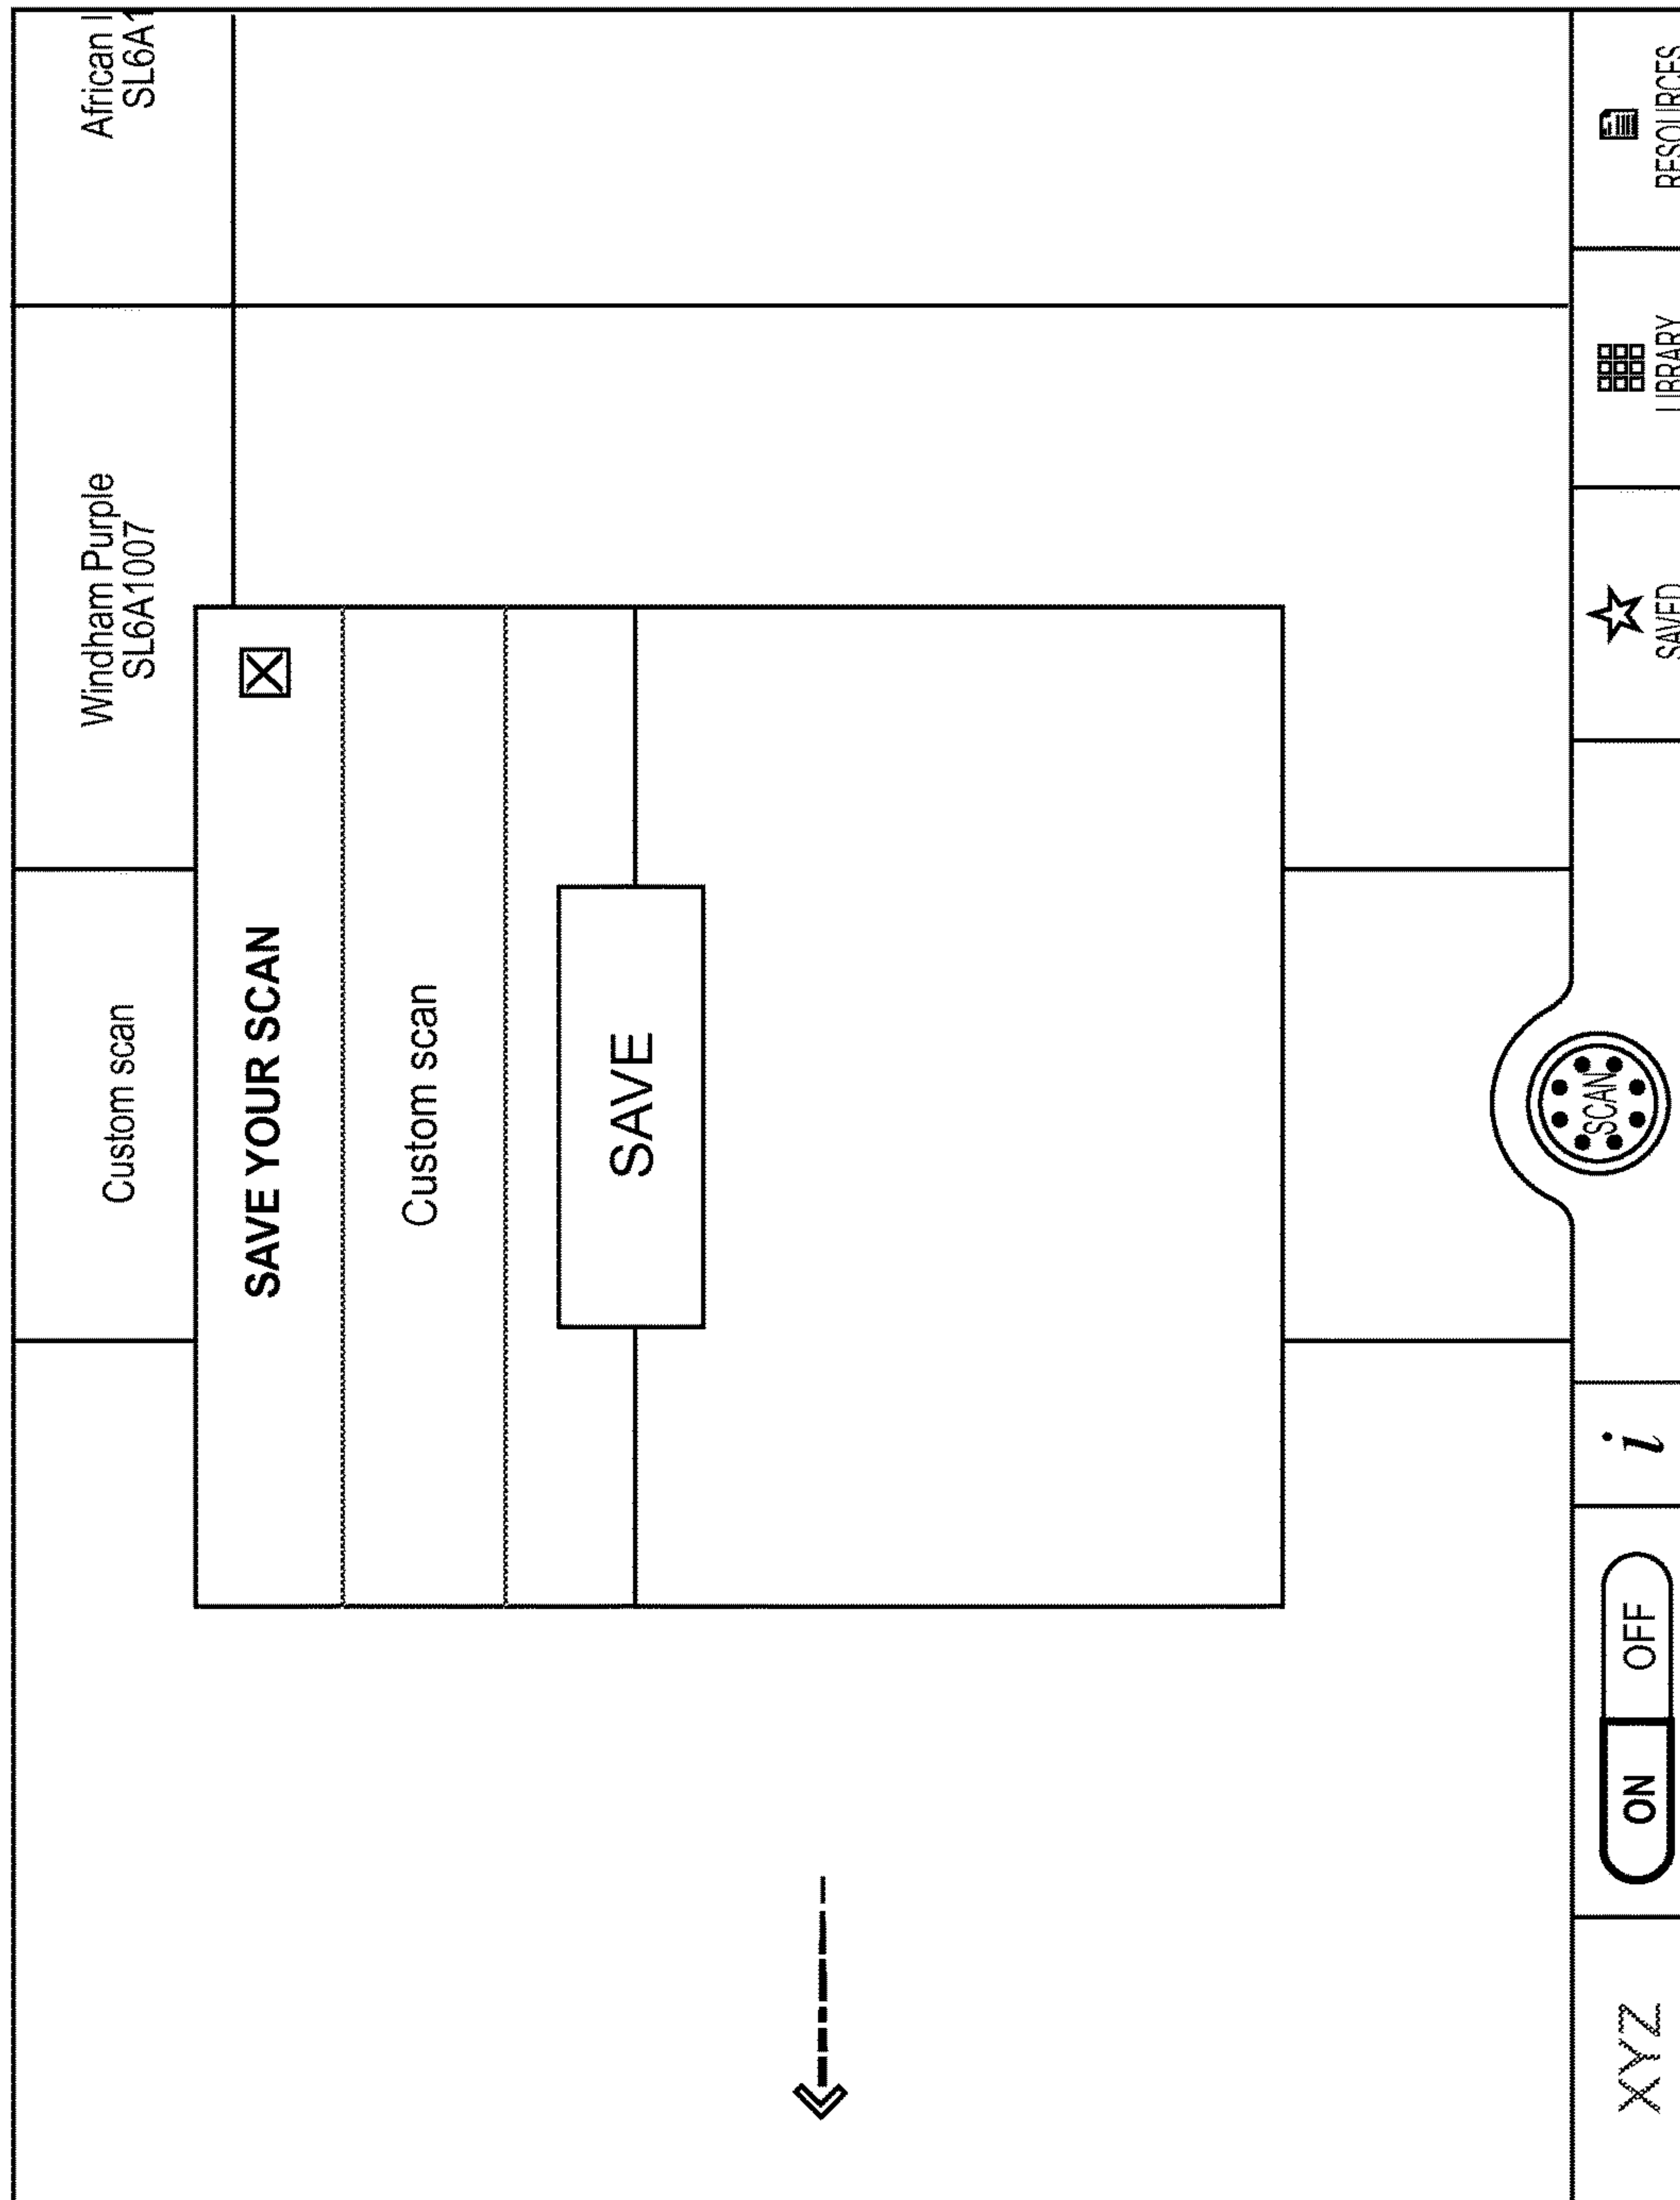 Custom scan
Windham Purple
SL6A1007
African
SL6A1
SAVE YOUR SCAN
Custom scan
SAVE
XYZ
ON
OFF
i
SCAN
SAVED
LIBRARY
RESOURCES